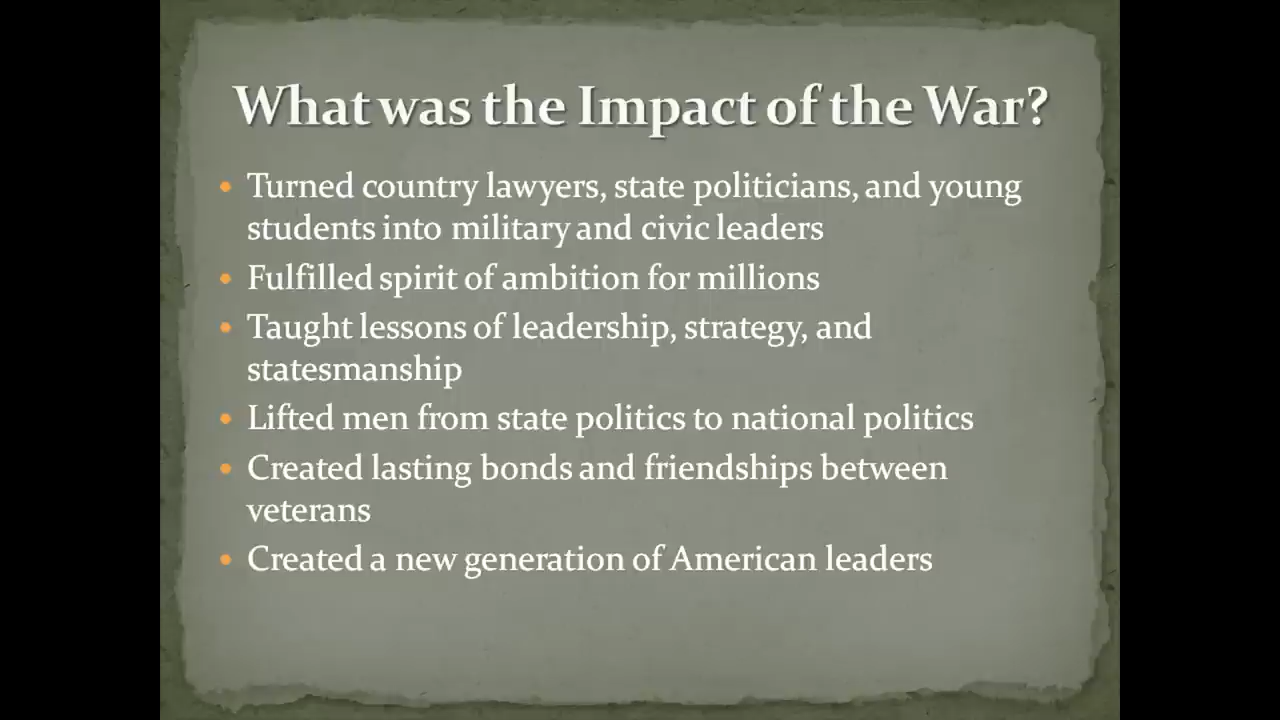 What was the Impact of the War?
• Turned country lawyers, state politicians, and young
students into military and civic leaders
• Fulfilled spirit of ambition for millions
• Taught lessons of leadership, strategy, and
statesmanship
• Lifted men from state politics to national politics
• Created lasting bonds and friendships between
veterans
• Created a new generation of American leaders